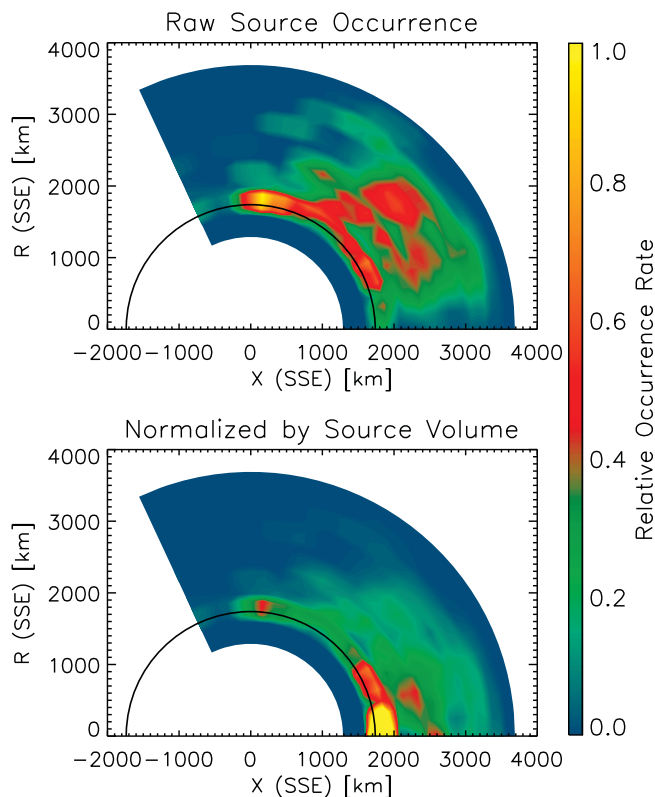 Raw Source Occurrence
4000
3000
2000
1000
0
R (SSE) [km]
-2000 -1000 0 1000 2000 3000 4000
X (SSE) [km]
Normalized by Source Volume
4000
3000
2000
1000
0
R (SSE) [km]
-2000 -1000 0 1000 2000 3000 4000
X (SSE) [km]
1.0
0.8
0.6
0.4
0.2
0.0
Relative Occurrence Rate